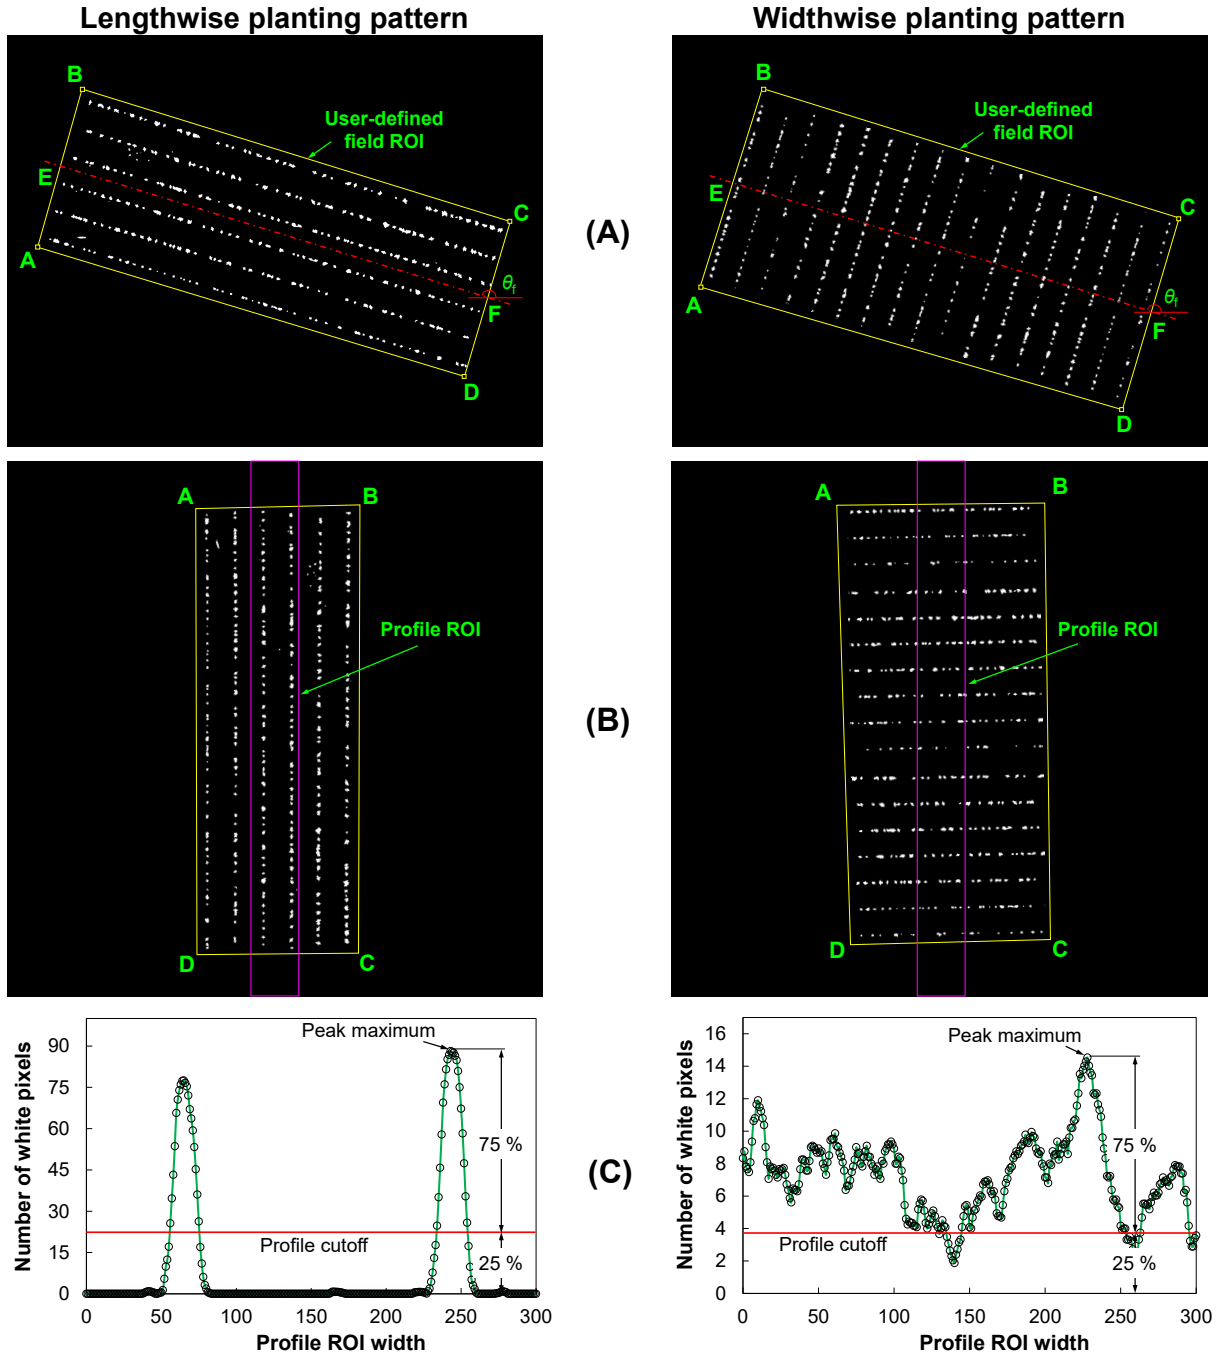 Lengthwise planting pattern
Widthwise planting pattern
B
User-defined
field ROI
E
C
A
θf
F
D
B
User-defined
field ROI
E
C
A
θf
F
D
(A)
A
B
Profile ROI
D
C
A
B
Profile ROI
D
C
(B)
Number of white pixels
90
75
60
45
30
15
0
Peak maximum
75 %
Profile cutoff
25 %
0 50 100 150 200 250 300
Profile ROI width
(C)
Number of white pixels
16
14
12
10
8
6
4
2
0
Peak maximum
75 %
Profile cutoff
25 %
0 50 100 150 200 250 300
Profile ROI width